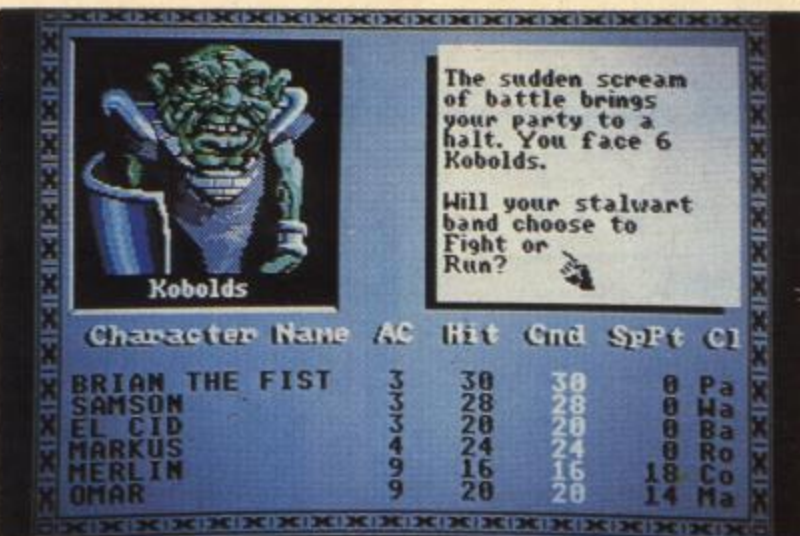 The sudden scream
of battle brings
your party to a
halt. You face 6
Kobolds.
Will your stalwart
band choose to
Fight or
Run?
Kobolds
Character Name AC Hit Cnd SpPt Cl
BRIAN THE FIST 3 30 30 0 Pa
SAMSON 3 28 28 0 Wa
EL CID 3 20 20 0 Ba
MARKUS 4 24 24 0 Ro
MERLIN 9 16 16 18 Co
OMAR 9 20 20 14 Ma